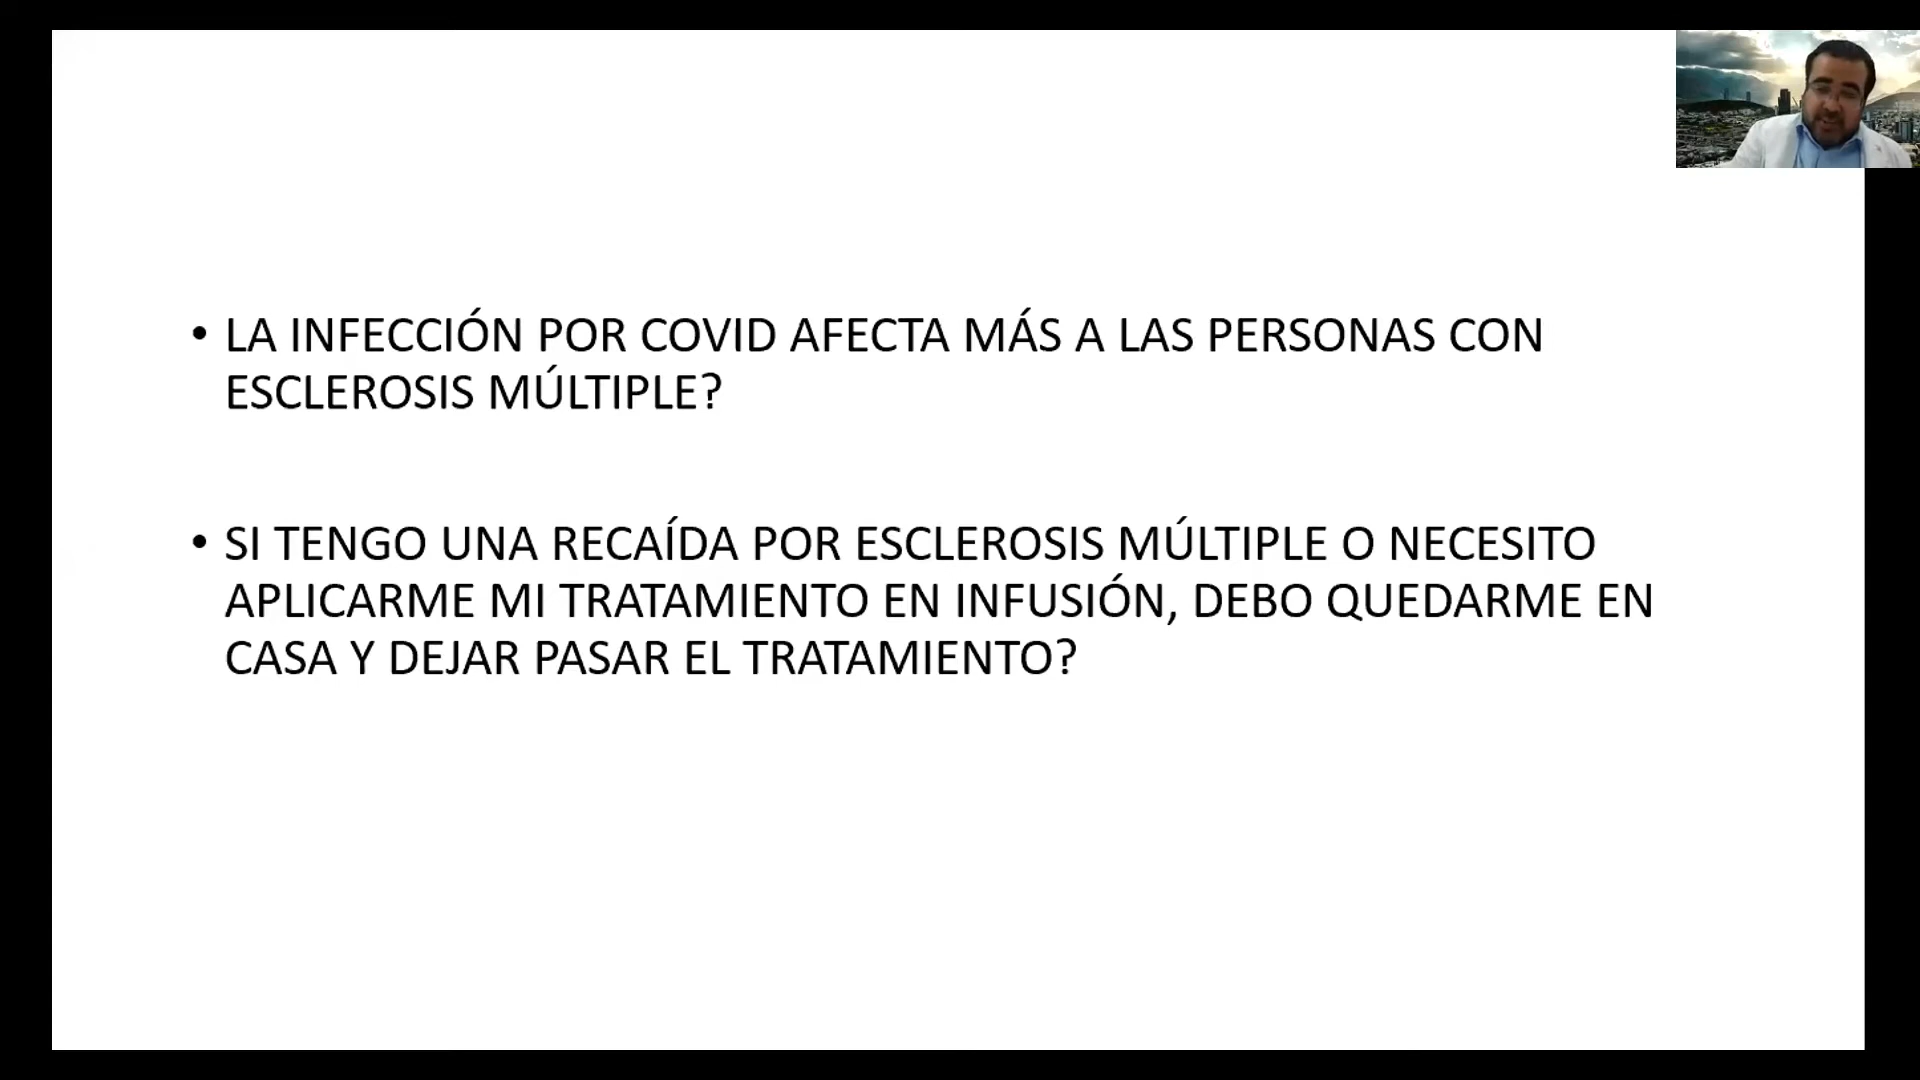 • LA INFECCIÓN POR COVID AFECTA MÁS A LAS PERSONAS CON
ESCLEROSIS MÚLTIPLE?
• SI TENGO UNA RECAÍDA POR ESCLEROSIS MÚLTIPLE O NECESITO
APLICARME MI TRATAMIENTO EN INFUSIÓN, DEBO QUEDARME EN
CASA Y DEJAR PASAR EL TRATAMIENTO?